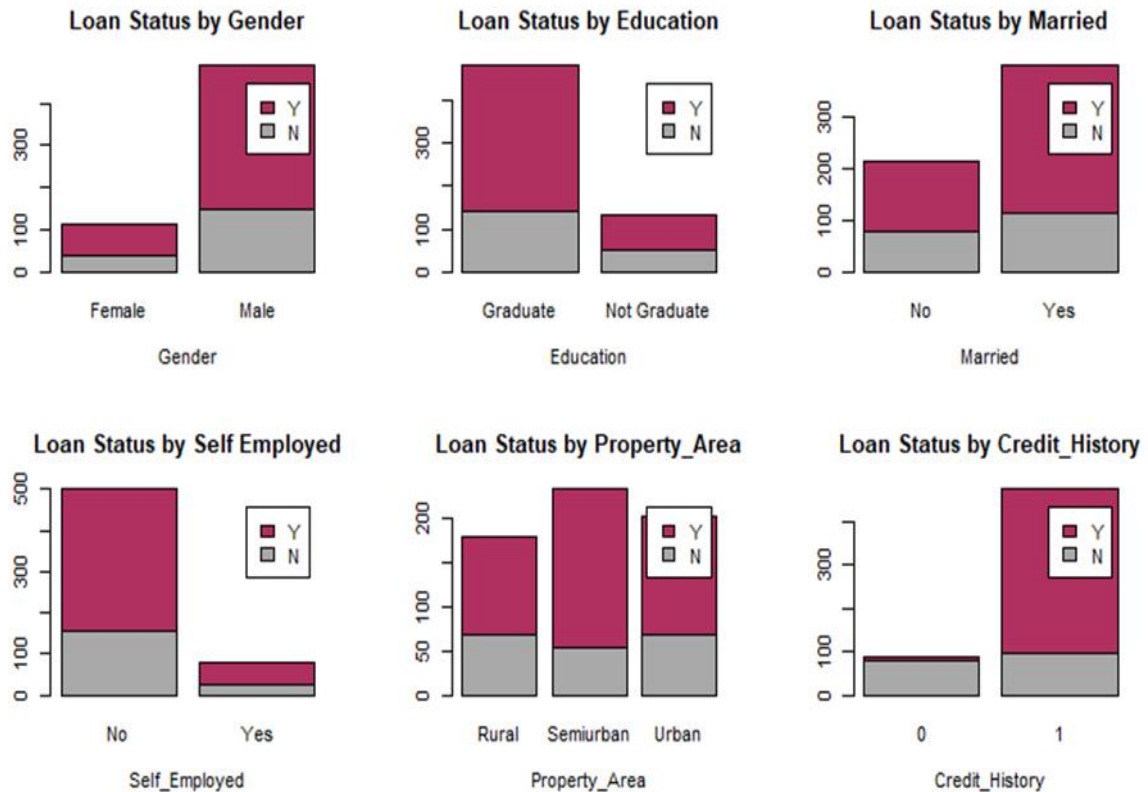 Loan Status by Gender
0 100 300
Y
N
Female Male
Gender
Loan Status by Education
0 100 300
Y
N
Graduate Not Graduate
Education
Loan Status by Married
0 100 200 300
Y
N
No Yes
Married
Loan Status by Self Employed
0 100 300 500
Y
N
No Yes
Self_Employed
Loan Status by Property_Area
0 50 100 200
Y
N
Rural Semiurban Urban
Property_Area
Loan Status by Credit_History
0 100 300
Y
N
0 1
Credit_History